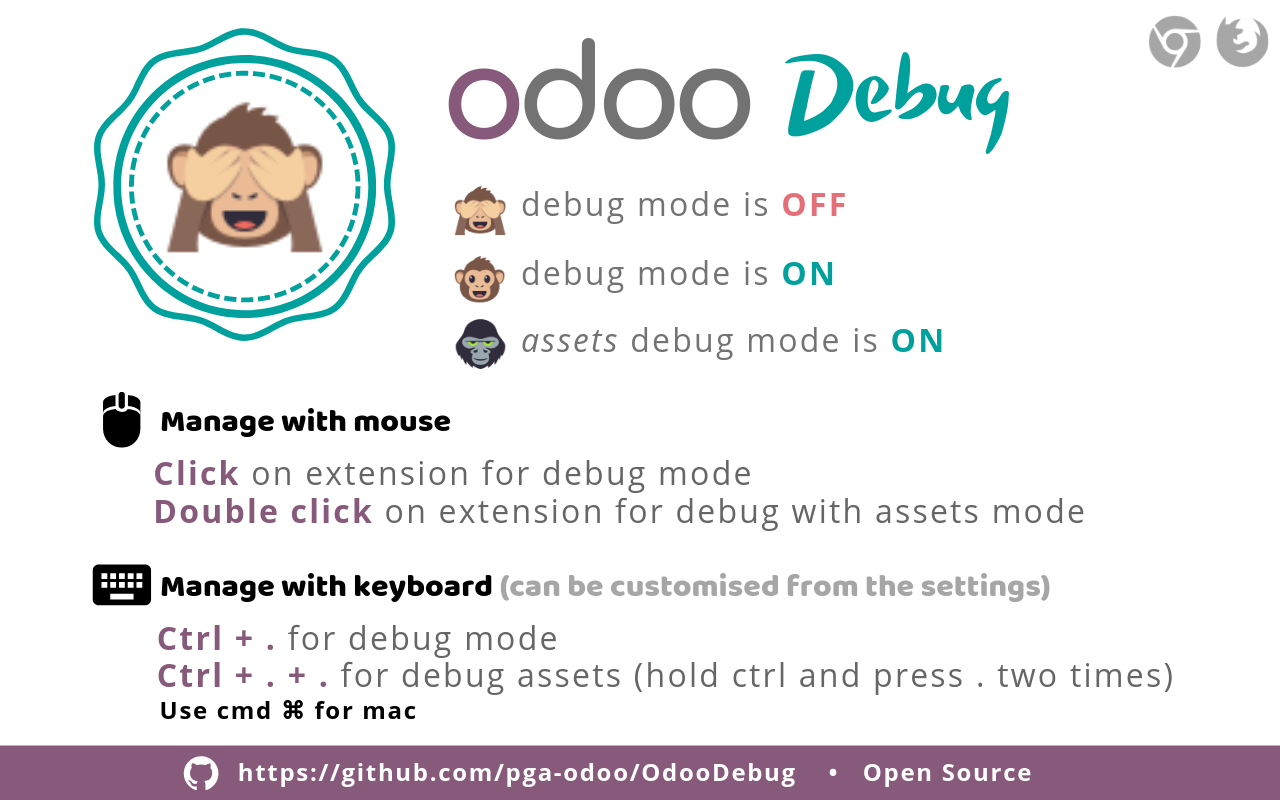 odoo Debug
debug mode is OFF
debug mode is ON
assets debug mode is ON
Manage with mouse
Click on extension for debug mode
Double click on extension for debug with assets mode
Manage with keyboard (can be customised from the settings)
Ctrl + . for debug mode
Ctrl + . + . for debug assets (hold ctrl and press . two times)
Use cmd ⌘ for mac
https://github.com/pga-odoo/OdooDebug • Open Source